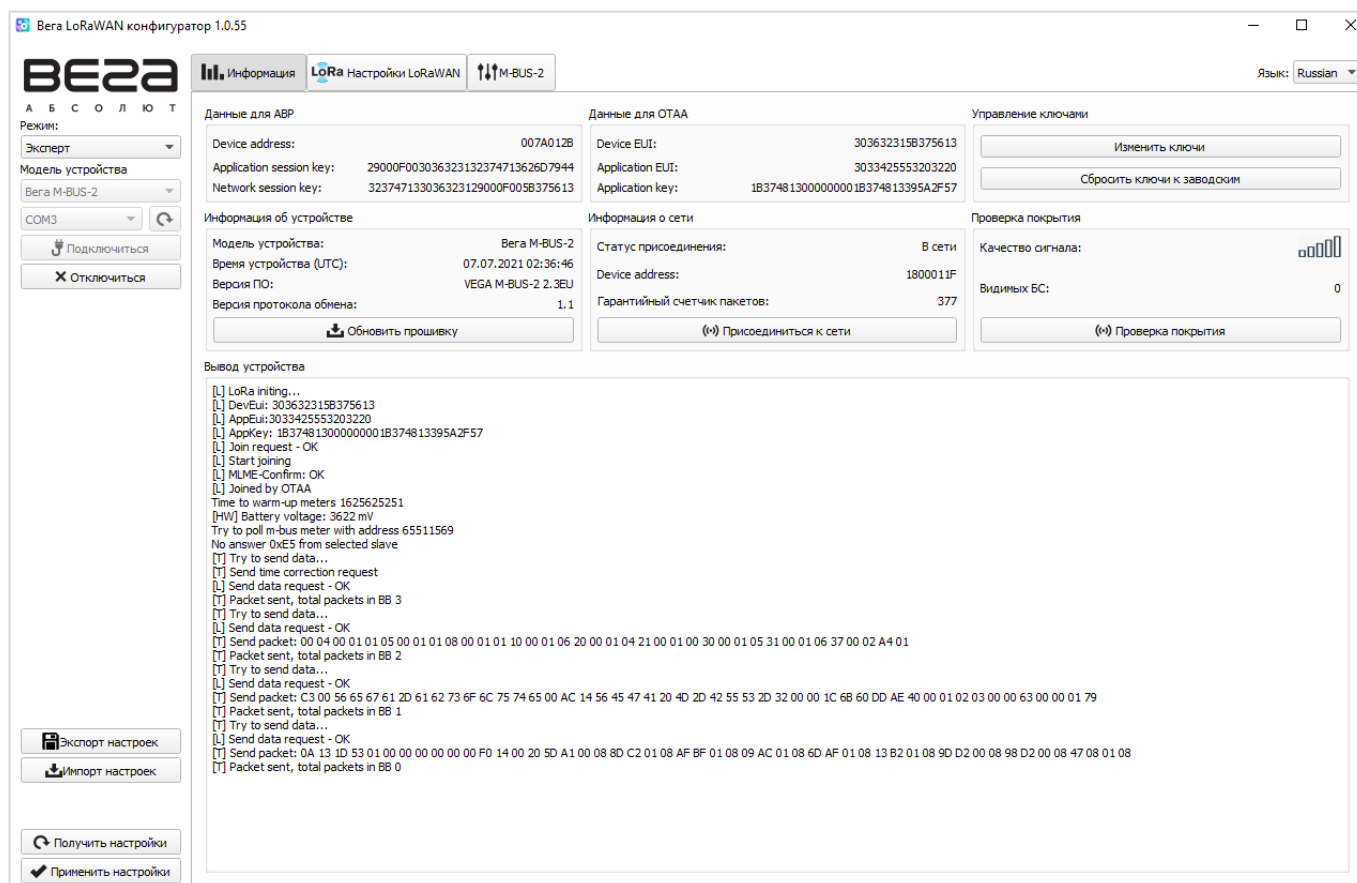 Вега LoRaWAN конфигуратор 1.0.55
ВЕГА
АБСОЛЮТ
Режим:
Эксперт
Модель устройства
Вега M-BUS-2
COM3
Подключиться
Отключиться
Экспорт настроек
Импорт настроек
Получить настройки
Применить настройки
Информация
LoRa Настройки LoRaWAN
M-BUS-2
Язык: Russian
Данные для ABP
Device address: 007A012B
Application session key: 29000F003036323132374713626D7944
Network session key: 323747133036323129000F005B375613
Данные для OTAA
Device EUI: 303632315B375613
Application EUI: 3033425553203220
Application key: 1B37481300000001B374813395A2F57
Управление ключами
Изменить ключи
Сбросить ключи к заводским
Информация об устройстве
Модель устройства: Вега M-BUS-2
Время устройства (UTC): 07.07.2021 02:36:46
Версия ПО: VEGA M-BUS-2 2.3EU
Версия протокола обмена: 1.1
Обновить прошивку
Информация о сети
Статус присоединения: В сети
Device address: 1800011F
Гарантийный счетчик пакетов: 377
Присоединиться к сети
Проверка покрытия
Качество сигнала:
Видимых БС: 0
Проверка покрытия
Вывод устройства
[L] LoRa initing...
[L] DevEui: 303632315B375613
[L] AppEui:3033425553203220
[L] AppKey: 1B37481300000001B374813395A2F57
[L] Join request - OK
[L] Start joining
[L] MLME-Confirm: OK
[L] Joined by OTAA
Time to warm-up meters 1625625251
[HW] Battery voltage: 3622 mV
Try to poll m-bus meter with address 65511569
No answer 0xE5 from selected slave
[T] Try to send data...
[T] Send time correction request
[L] Send data request - OK
[T] Packet sent, total packets in BB 3
[T] Try to send data...
[L] Send data request - OK
[T] Send packet: 00 04 00 01 01 05 00 01 01 08 00 01 01 10 00 01 06 20 00 01 04 21 00 01 00 30 00 01 05 31 00 01 06 37 00 02 A4 01
[T] Packet sent, total packets in BB 2
[T] Try to send data...
[L] Send data request - OK
[T] Send packet: C3 00 56 65 67 61 2D 61 62 73 6F 6C 75 74 65 00 AC 14 56 45 47 41 20 4D 2D 42 55 53 2D 32 00 00 1C 6B 60 DD AE 40 00 01 02 03 00 00 63 00 00 01 79
[T] Packet sent, total packets in BB 1
[T] Try to send data...
[L] Send data request - OK
[T] Send packet: 0A 13 1D 53 01 00 00 00 00 00 00 F0 14 00 20 5D A1 00 08 8D C2 01 08 AF BF 01 08 09 AC 01 08 6D AF 01 08 13 B2 01 08 9D D2 00 08 98 D2 00 08 47 08 01 08
[T] Packet sent, total packets in BB 0